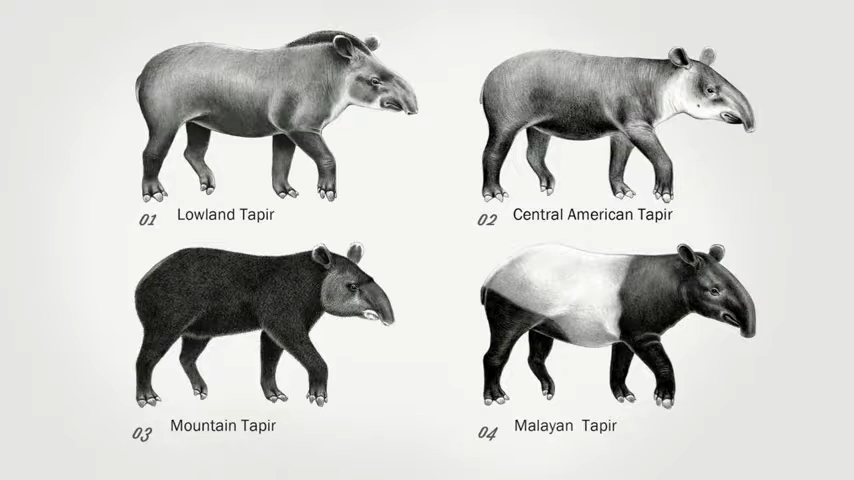 01 Lowland Tapir
02 Central American Tapir
03 Mountain Tapir
04 Malayan Tapir